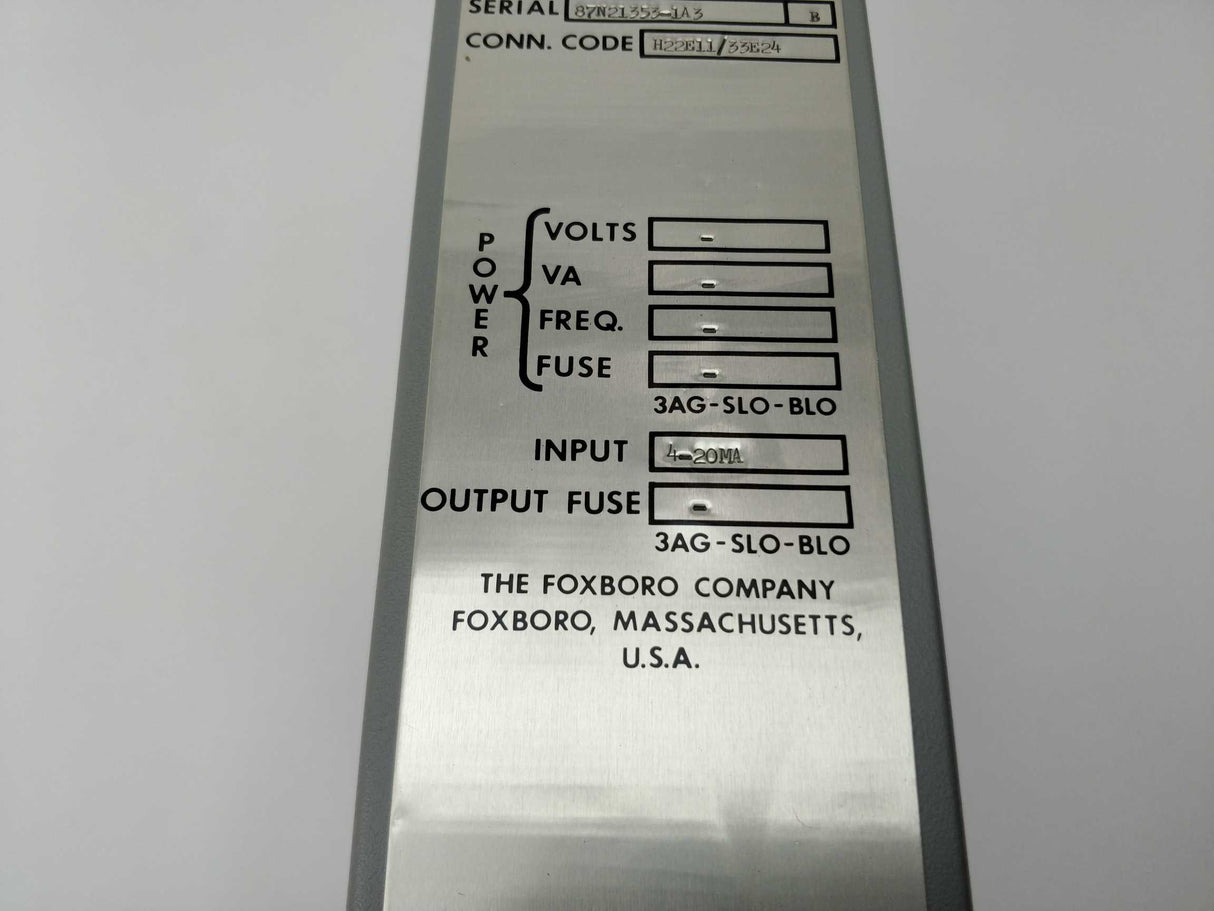 SERIAL 87N21353-1A3 B
CONN. CODE H22E11/33E24
POWER
VOLTS -
VA -
FREQ. -
FUSE -
3AG-SLO-BLO
INPUT 4-20MA
OUTPUT FUSE -
3AG-SLO-BLO
THE FOXBORO COMPANY
FOXBORO, MASSACHUSETTS,
U.S.A.